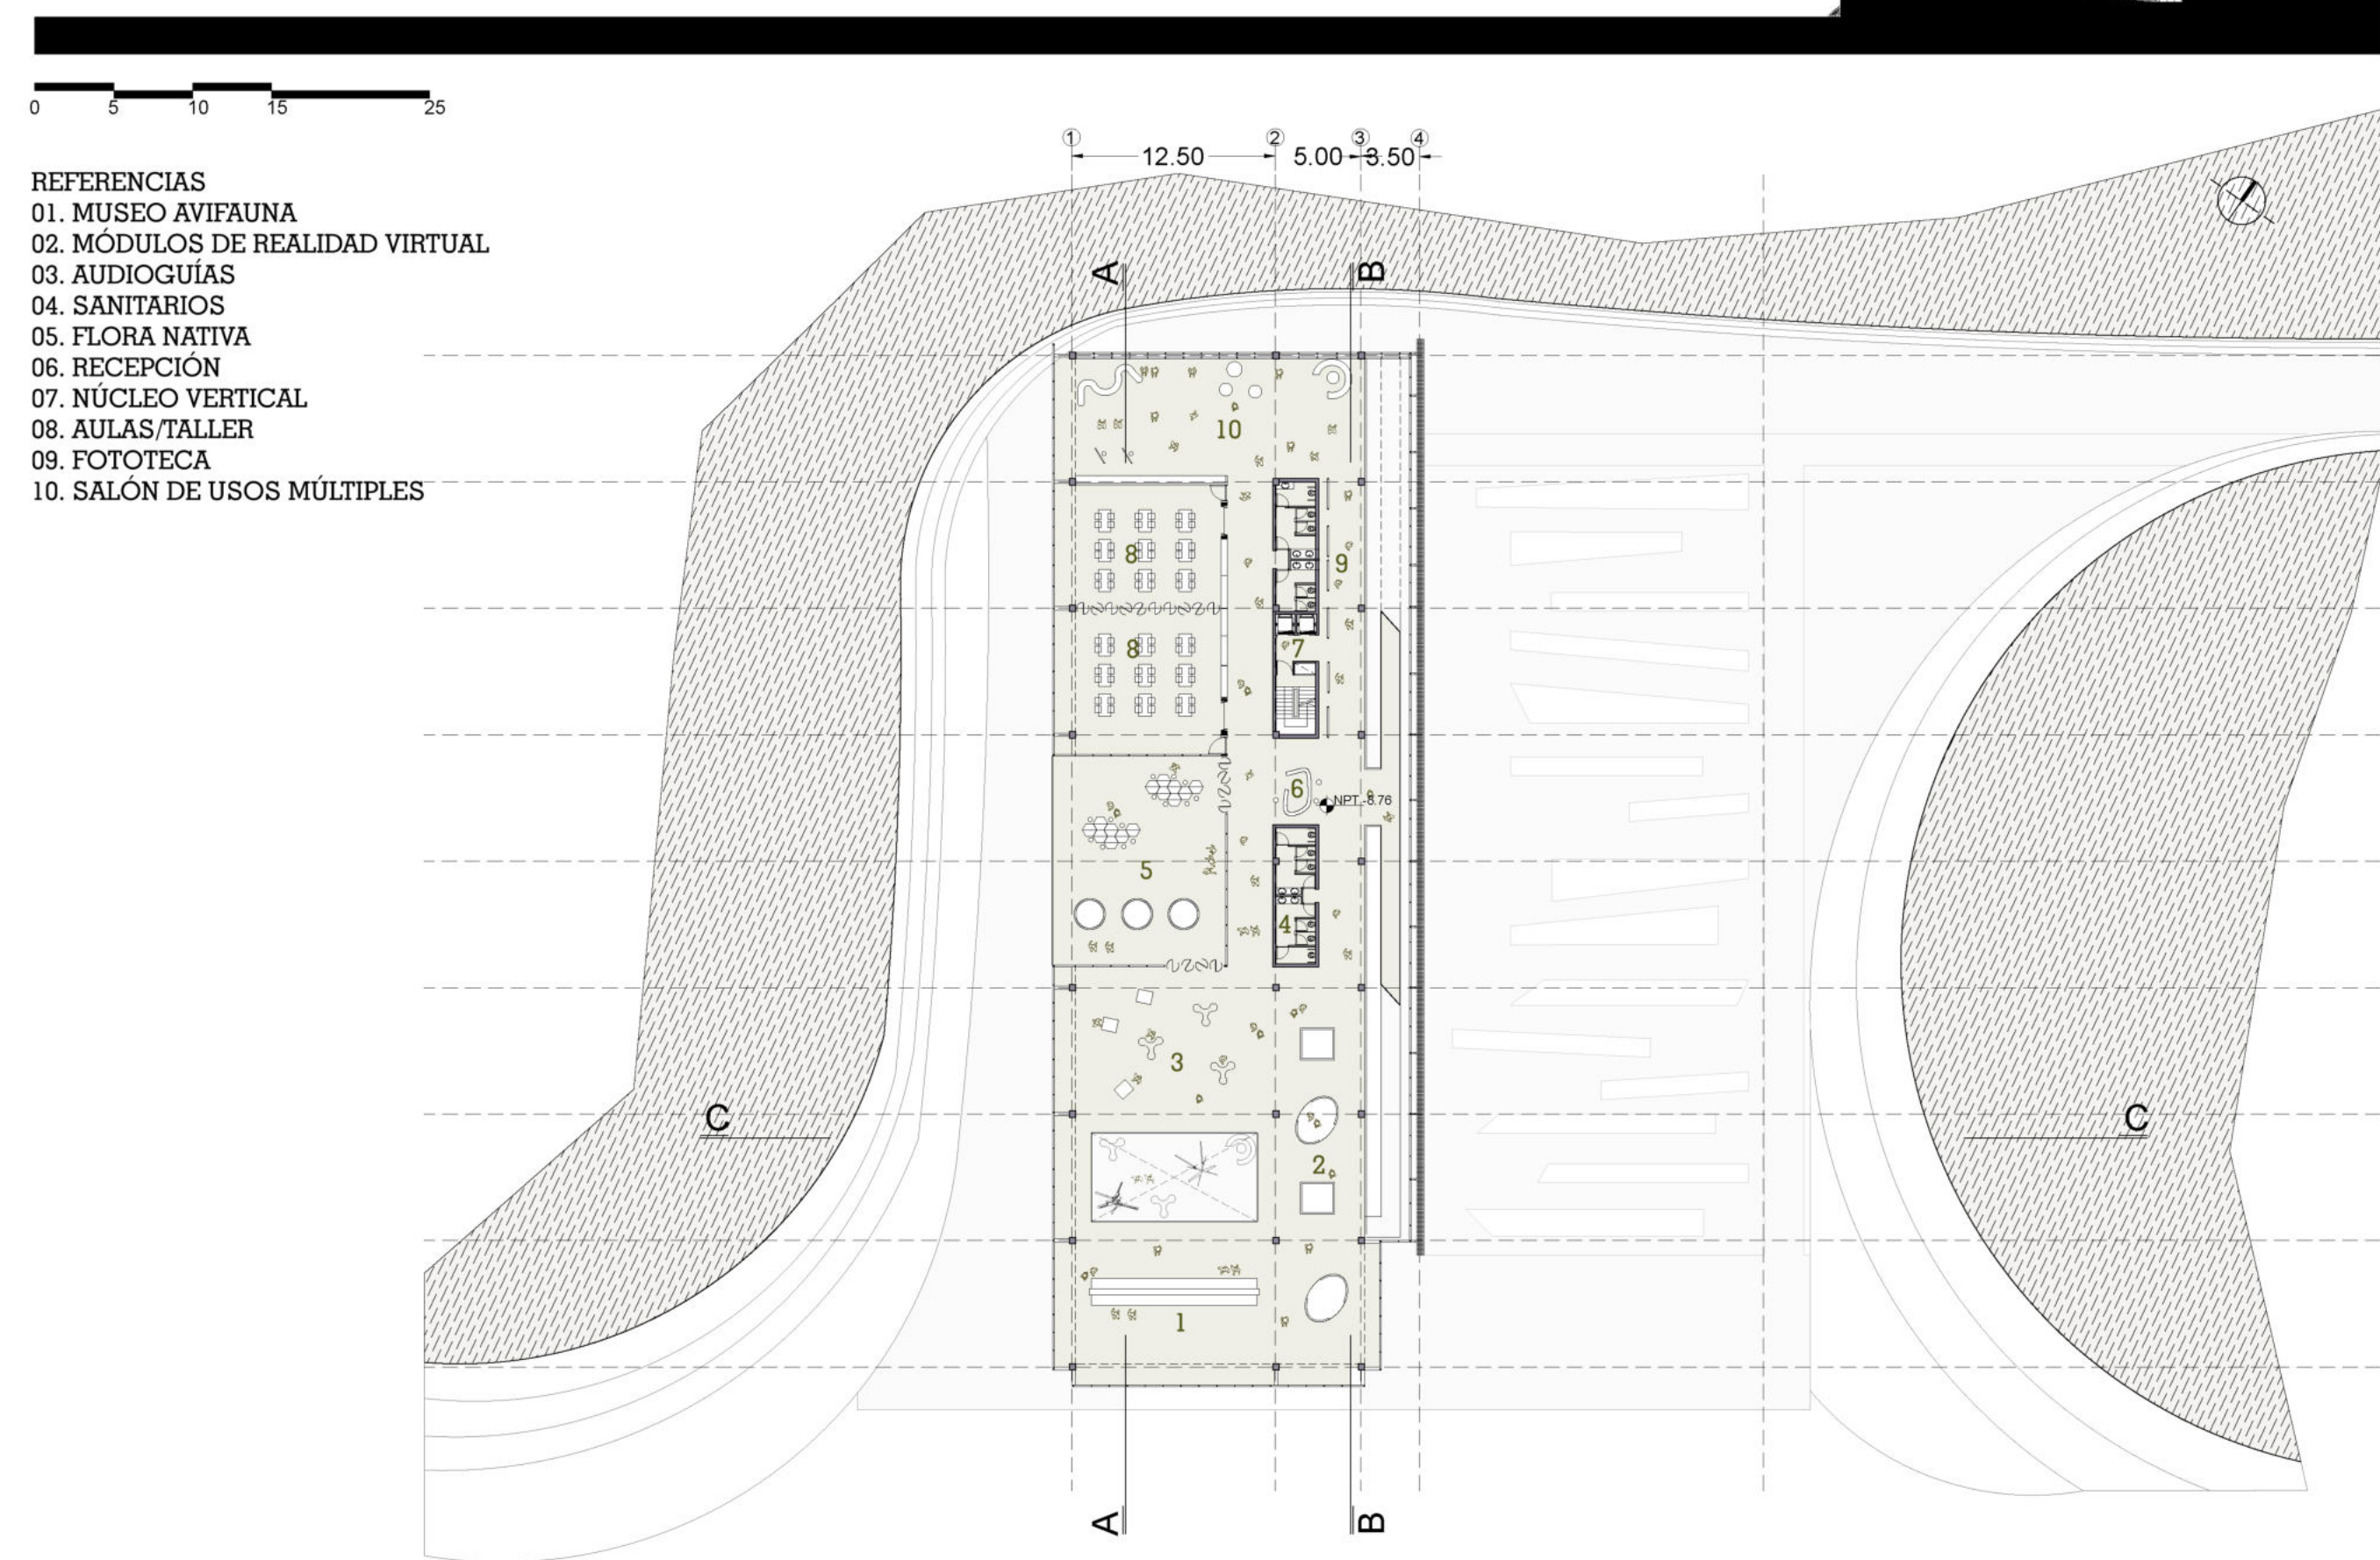 0 5 10 15 25
REFERENCIAS
01. MUSEO AVIFAUNA
02. MÓDULOS DE REALIDAD VIRTUAL
03. AUDIOGUÍAS
04. SANITARIOS
05. FLORA NATIVA
06. RECEPCIÓN
07. NÚCLEO VERTICAL
08. AULAS/TALLER
09. FOTOTECA
10. SALÓN DE USOS MÚLTIPLES
1 2 3 4
12.50 5.00 3.50
A B
10
8 9
8 7
6 NPT -8.76
5
4
3
C C
2
1
A B